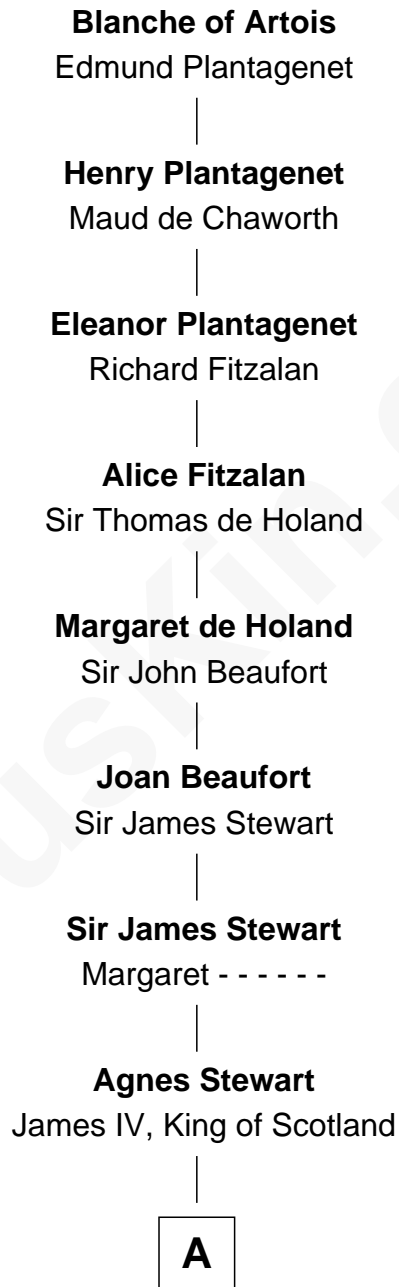 Blanche of Artois
Edmund Plantagenet
Henry Plantagenet
Maud de Chaworth
Eleanor Plantagenet
Richard Fitzalan
Alice Fitzalan
Sir Thomas de Holand
Margaret de Holand
Sir John Beaufort
Joan Beaufort
Sir James Stewart
Sir James Stewart
Margaret - - - - - -
Agnes Stewart
James IV, King of Scotland
A